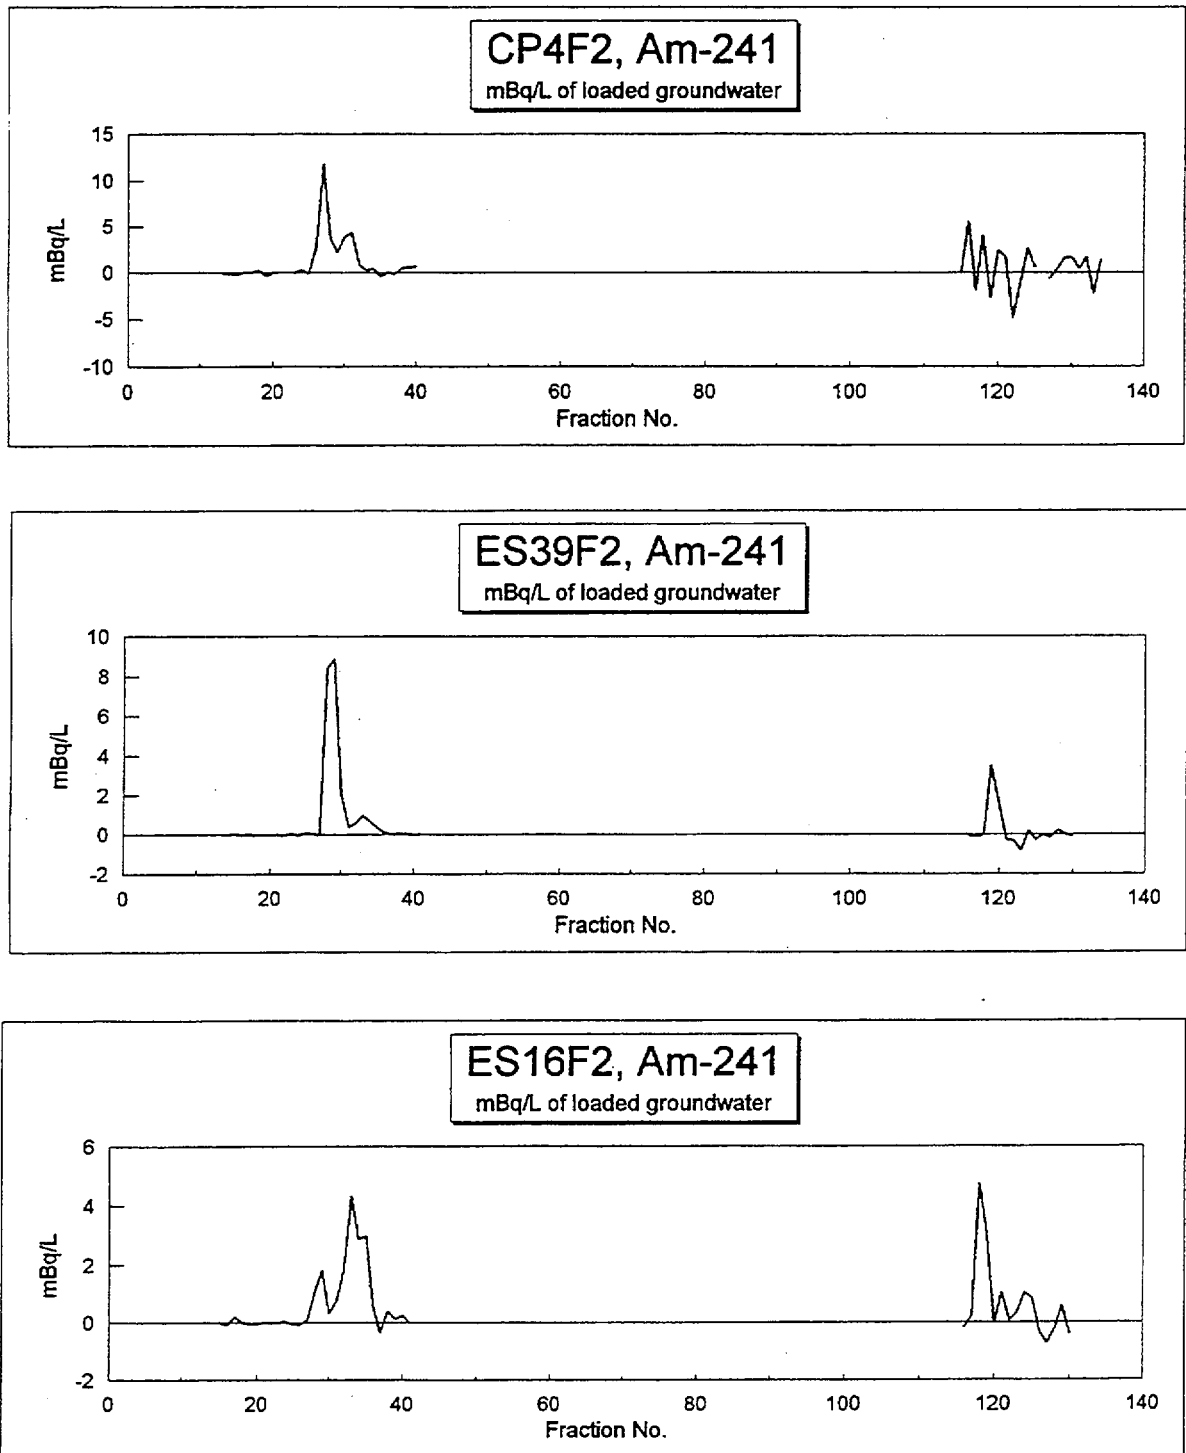 CP4F2, Am-241
mBq/L of loaded groundwater
15
10
5
0
-5
-10
mBq/L
0 20 40 60 80 100 120 140
Fraction No.
ES39F2, Am-241
mBq/L of loaded groundwater
10
8
6
4
2
0
-2
mBq/L
0 20 40 60 80 100 120 140
Fraction No.
ES16F2, Am-241
mBq/L of loaded groundwater
6
4
2
0
-2
mBq/L
0 20 40 60 80 100 120 140
Fraction No.